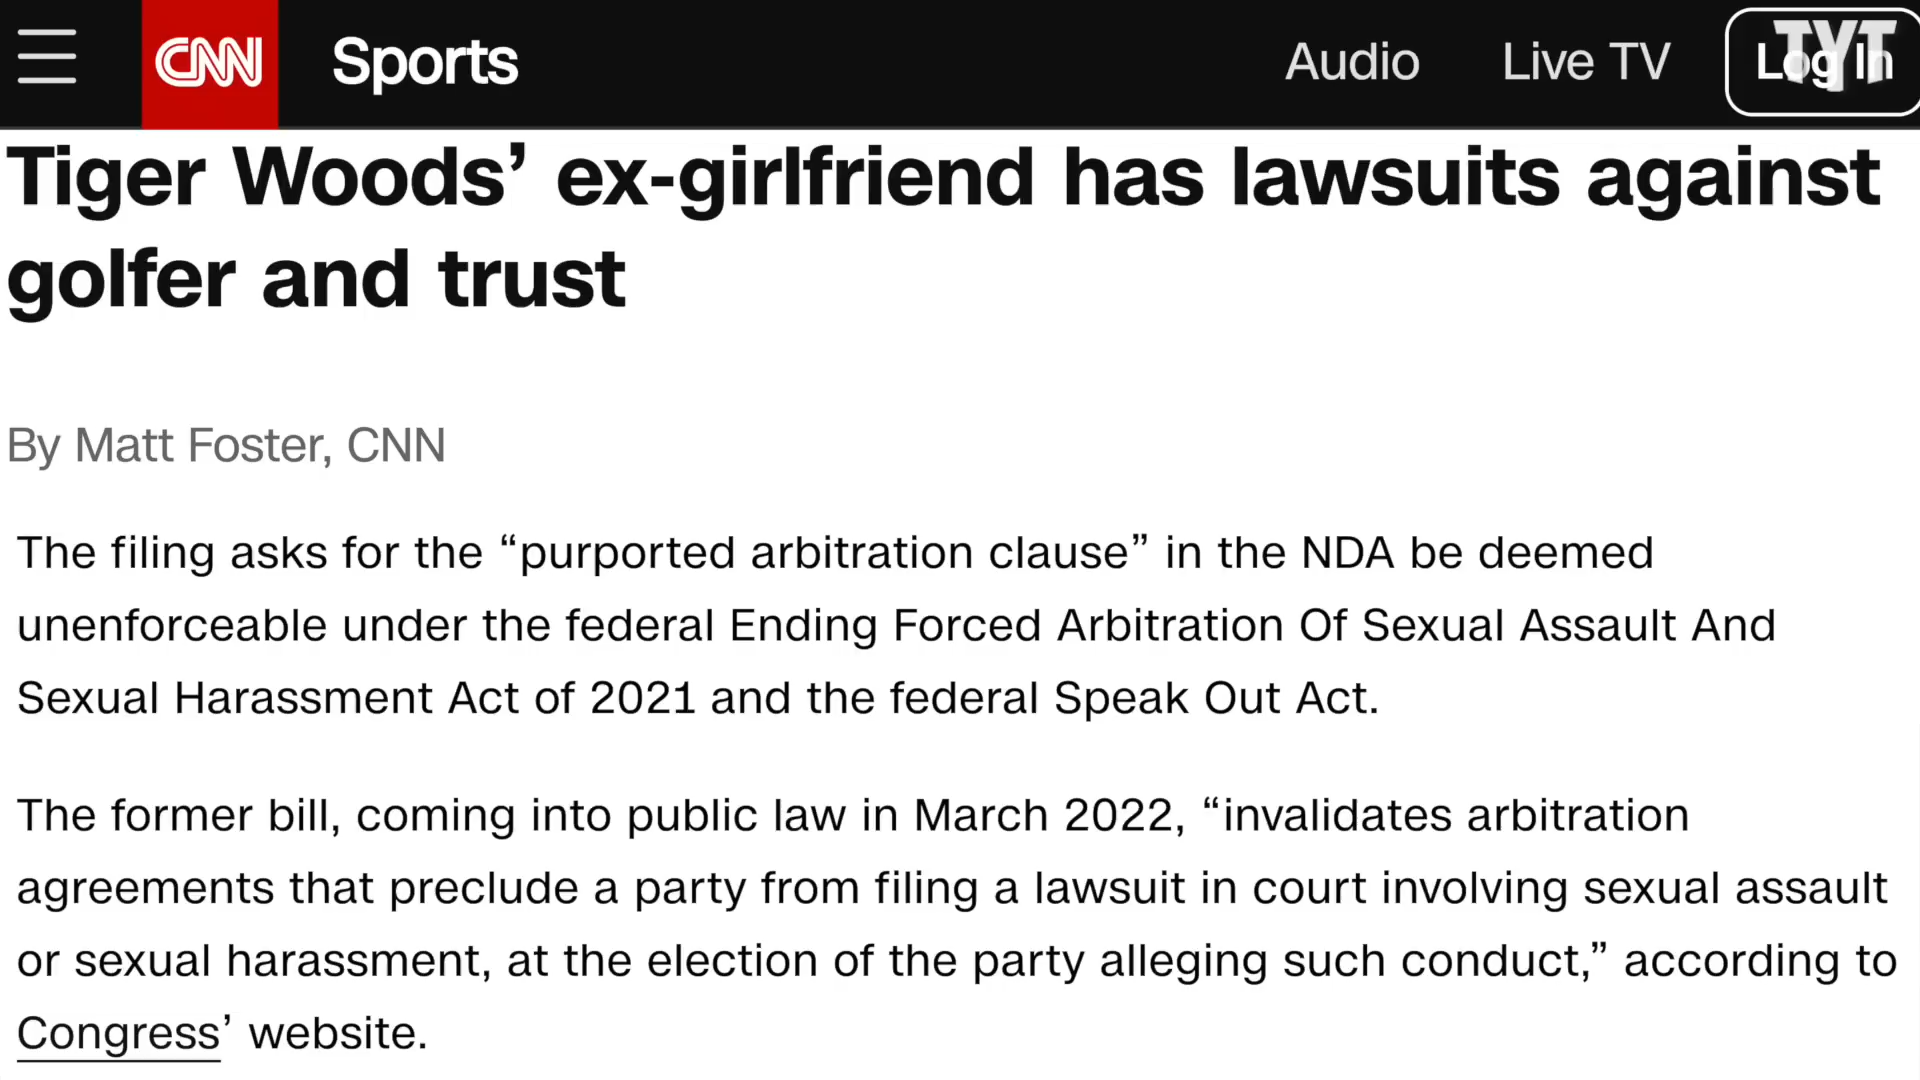 CNN Sports Audio Live TV Log In TYT
Tiger Woods’ ex-girlfriend has lawsuits against
golfer and trust
By Matt Foster, CNN
The filing asks for the “purported arbitration clause” in the NDA be deemed
unenforceable under the federal Ending Forced Arbitration Of Sexual Assault And
Sexual Harassment Act of 2021 and the federal Speak Out Act.
The former bill, coming into public law in March 2022, “invalidates arbitration
agreements that preclude a party from filing a lawsuit in court involving sexual assault
or sexual harassment, at the election of the party alleging such conduct,” according to
Congress’ website.